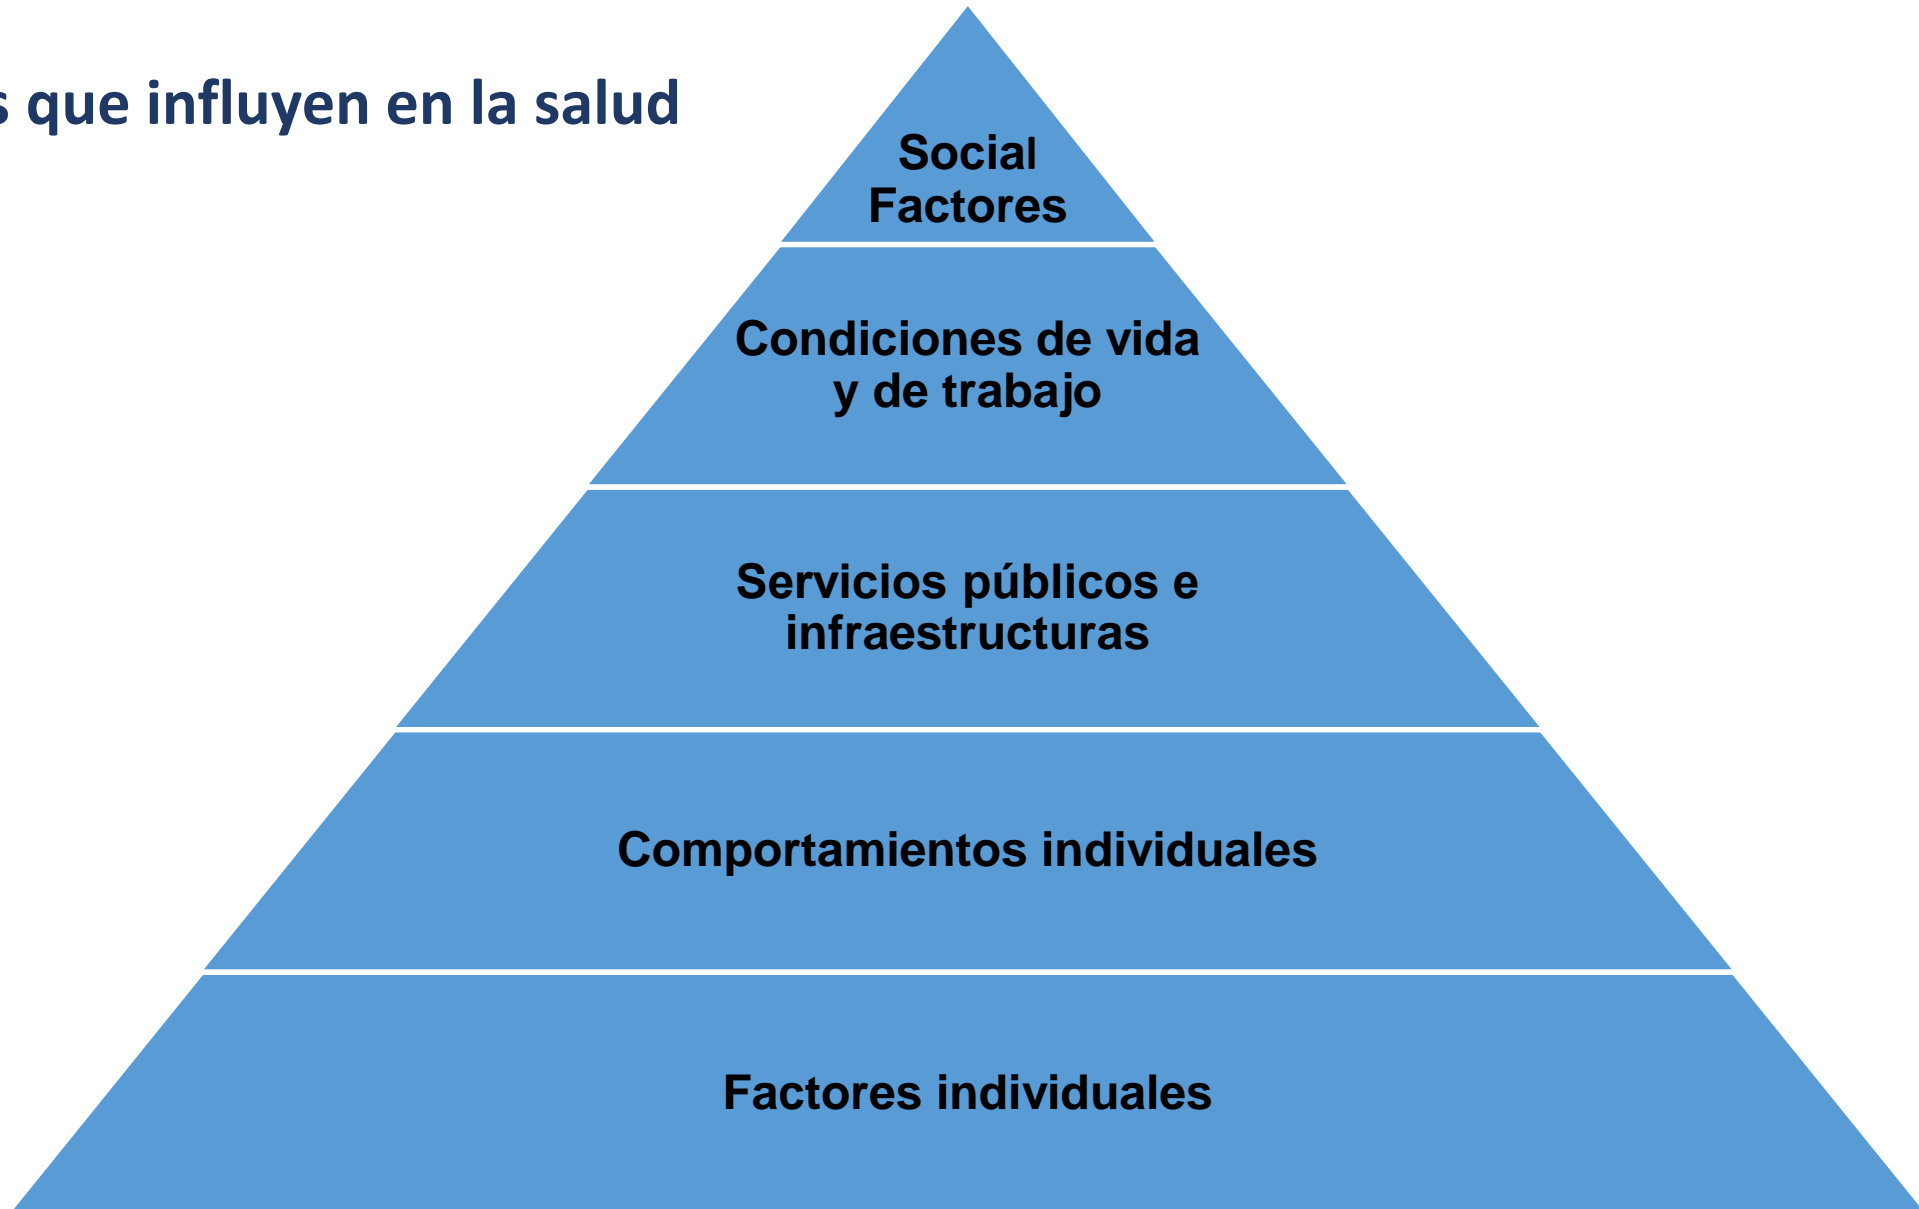 s que influyen en la salud
Social
Factores
Condiciones de vida
y de trabajo
Servicios públicos e
infraestructuras
Comportamientos individuales
Factores individuales